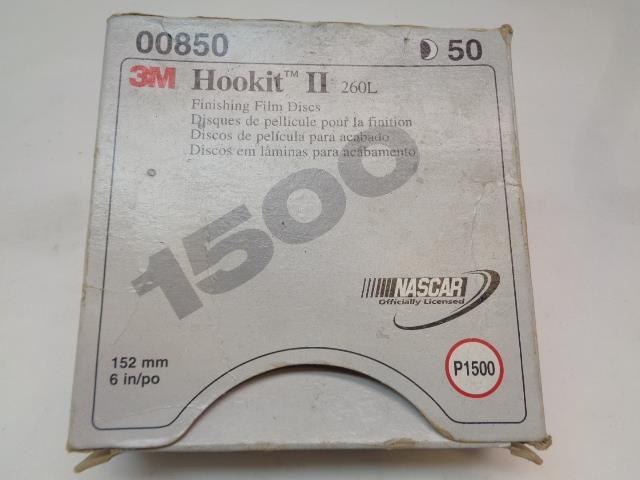 00850
50
3M Hookit™ II 260L
Finishing Film Discs
Disques de pellicule pour la finition
Discos de película para acabado
Discos em lâminas para acabamento
1500
NASCAR
Officially Licensed
152 mm
6 in/po
P1500